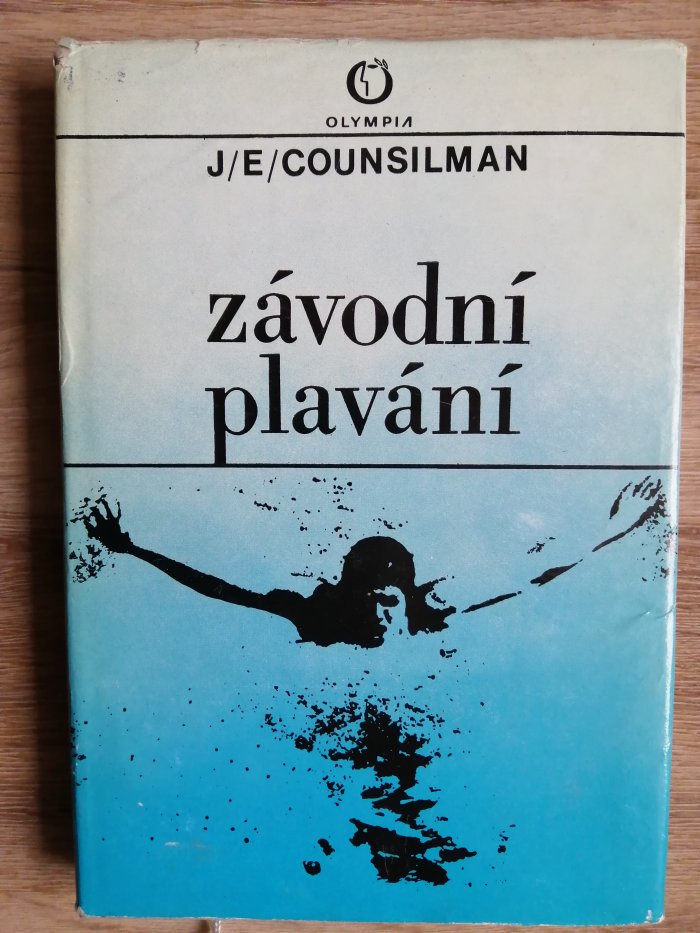 OLYMPIA
J/E/COUNSILMAN
závodní
plavání